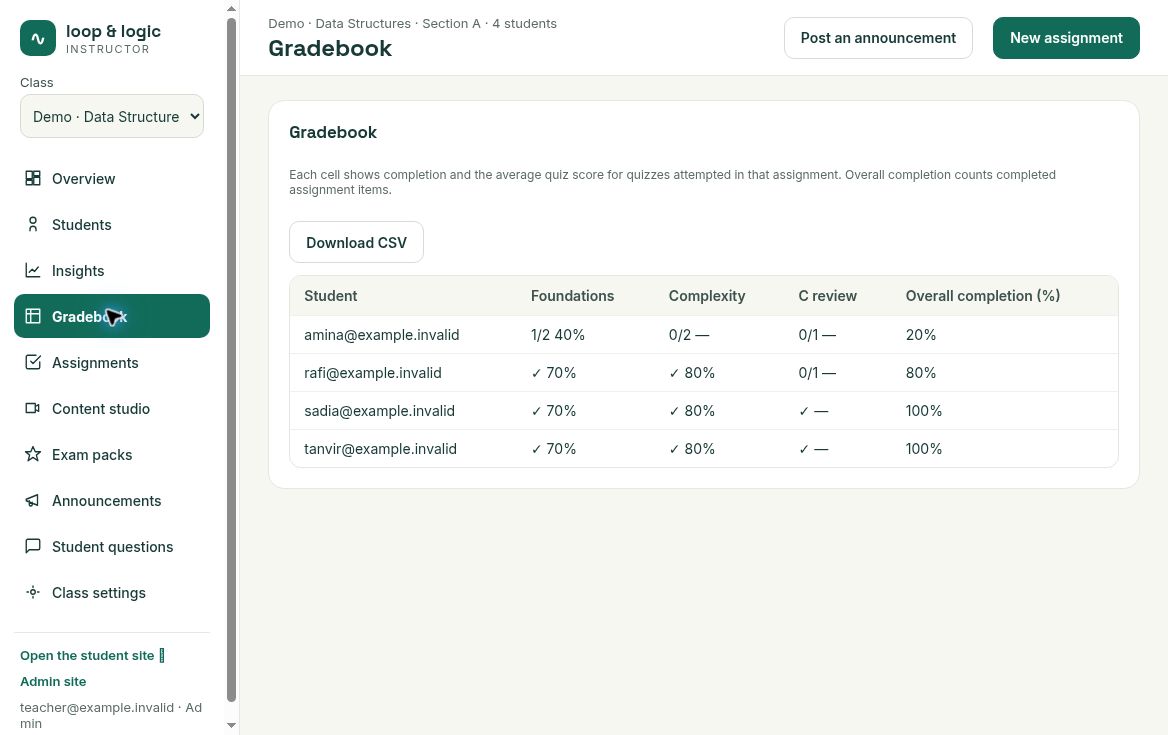 loop & logic
INSTRUCTOR
Class
Demo · Data Structure
Overview
Students
Insights
Gradebook
Assignments
Content studio
Exam packs
Announcements
Student questions
Class settings
Open the student site
Admin site
teacher@example.invalid · Ad
min
Demo · Data Structures · Section A · 4 students
Gradebook
Post an announcement
New assignment
Gradebook
Each cell shows completion and the average quiz score for quizzes attempted in that assignment. Overall completion counts completed
assignment items.
Download CSV
Student Foundations Complexity C review Overall completion (%)
amina@example.invalid 1/2 40% 0/2 — 0/1 — 20%
rafi@example.invalid ✓ 70% ✓ 80% 0/1 — 80%
sadia@example.invalid ✓ 70% ✓ 80% ✓ — 100%
tanvir@example.invalid ✓ 70% ✓ 80% ✓ — 100%